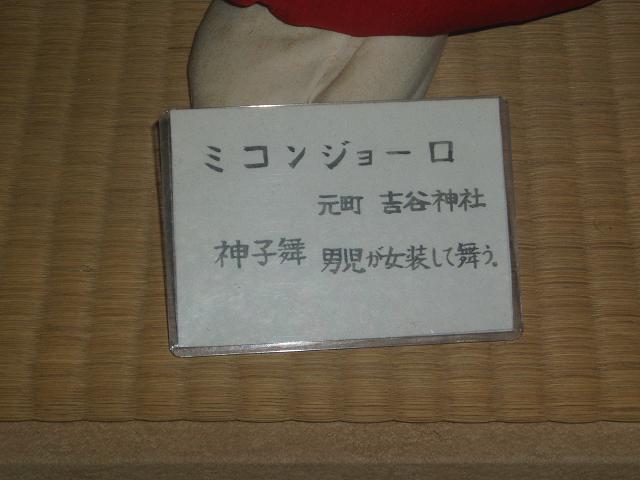 ミコンジョーロ
元町 吉谷神社
神子舞 男児が女装して舞う。